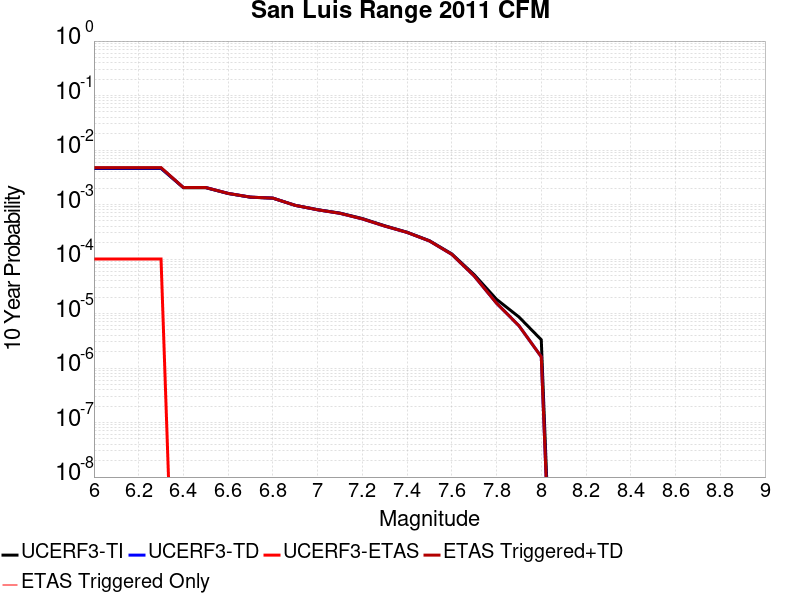 San Luis Range 2011 CFM
10 0
10 -1
10 -2
10 -3
10 -4
10 -5
10 -6
10 -7
10 -8
10 Year Probability
6 6.2 6.4 6.6 6.8 7 7.2 7.4 7.6 7.8 8 8.2 8.4 8.6 8.8 9
Magnitude
UCERF3-TI UCERF3-TD UCERF3-ETAS ETAS Triggered+TD
ETAS Triggered Only